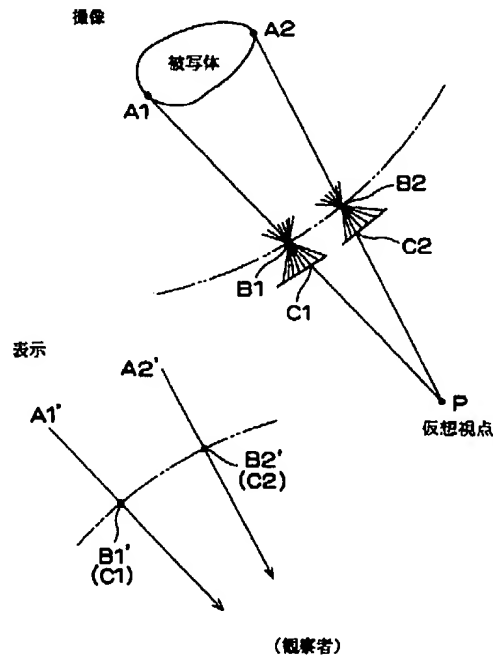 撮像
A2
被写体
A1
B2
C2
B1
C1
P
仮想視点
表示
A2'
A1'
B2'
(C2)
B1'
(C1)
(観察者)